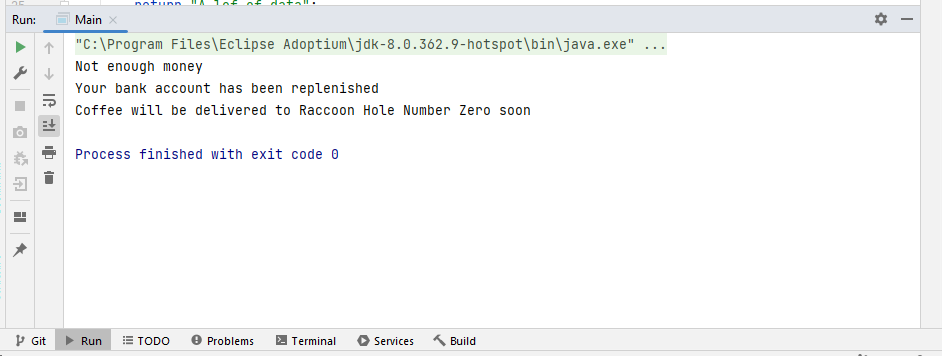 25
return "A lot of data";
Run: Main
"C:\Program Files\Eclipse Adoptium\jdk-8.0.362.9-hotspot\bin\java.exe" ...
Not enough money
Your bank account has been replenished
Coffee will be delivered to Raccoon Hole Number Zero soon
Process finished with exit code 0
Git Run TODO Problems Terminal Services Build